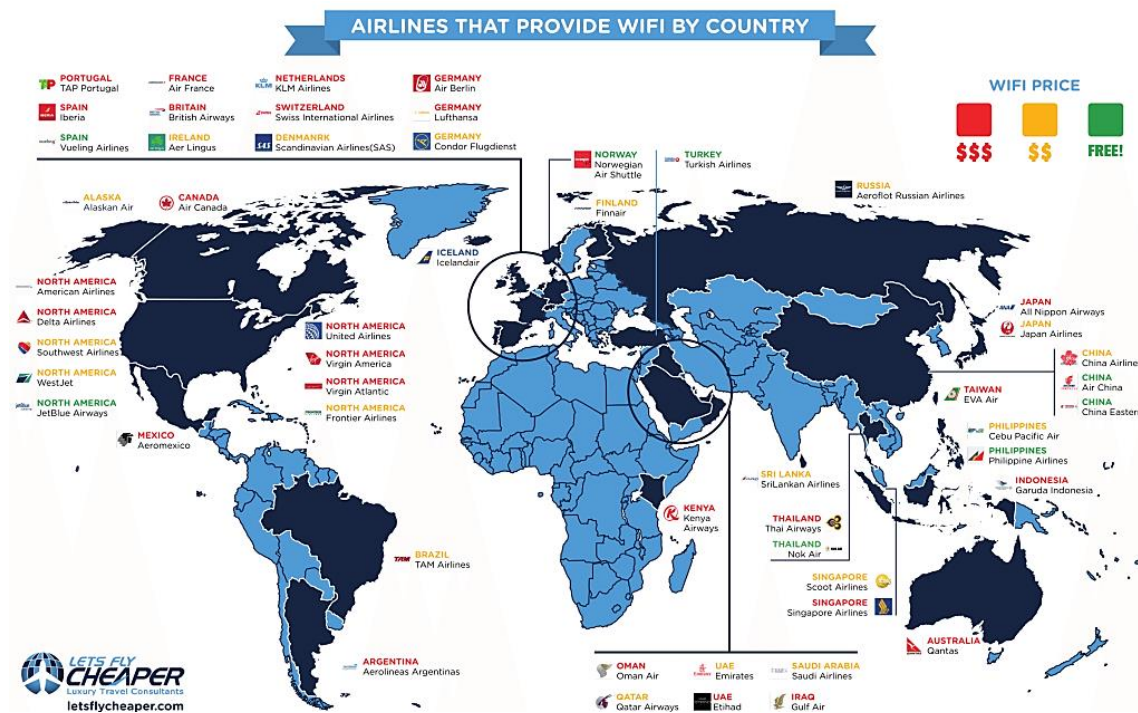 AIRLINES THAT PROVIDE WIFI BY COUNTRY
PORTUGAL
TAP Portugal
FRANCE
Air France
NETHERLANDS
KLM Airlines
GERMANY
Air Berlin
SPAIN
Iberia
BRITAIN
British Airways
SWITZERLAND
Swiss International Airlines
GERMANY
Lufthansa
SPAIN
Vueling Airlines
IRELAND
Aer Lingus
DENMANRK
Scandinavian Airlines(SAS)
GERMANY
Condor Flugdienst
WIFI PRICE
$$$
$$
FREE!
NORWAY
Norwegian
Air Shuttle
TURKEY
Turkish Airlines
FINLAND
Finnair
RUSSIA
Aeroflot Russian Airlines
ALASKA
Alaskan Air
CANADA
Air Canada
ICELAND
Icelandair
NORTH AMERICA
American Airlines
NORTH AMERICA
Delta Airlines
NORTH AMERICA
Southwest Airlines
NORTH AMERICA
WestJet
NORTH AMERICA
JetBlue Airways
NORTH AMERICA
United Airlines
NORTH AMERICA
Virgin America
NORTH AMERICA
Virgin Atlantic
NORTH AMERICA
Frontier Airlines
MEXICO
Aeromexico
JAPAN
All Nippon Airways
JAPAN
Japan Airlines
CHINA
China Airline
CHINA
Air China
CHINA
China Easter
TAIWAN
EVA Air
PHILIPPINES
Cebu Pacific Air
PHILIPPINES
Philippine Airlines
INDONESIA
Garuda Indonesia
SRI LANKA
SriLankan Airlines
THAILAND
Thai Airways
THAILAND
Nok Air
SINGAPORE
Scoot Airlines
SINGAPORE
Singapore Airlines
KENYA
Kenya
Airways
BRAZIL
TAM Airlines
ARGENTINA
Aerolineas Argentinas
AUSTRALIA
Qantas
OMAN
Oman Air
UAE
Emirates
SAUDI ARABIA
Saudi Airlines
QATAR
Qatar Airways
UAE
Etihad
IRAQ
Gulf Air
LETS FLY
CHEAPER
Luxury Travel Consultants
letsflycheaper.com
TAP
KLM
SAS
TAM